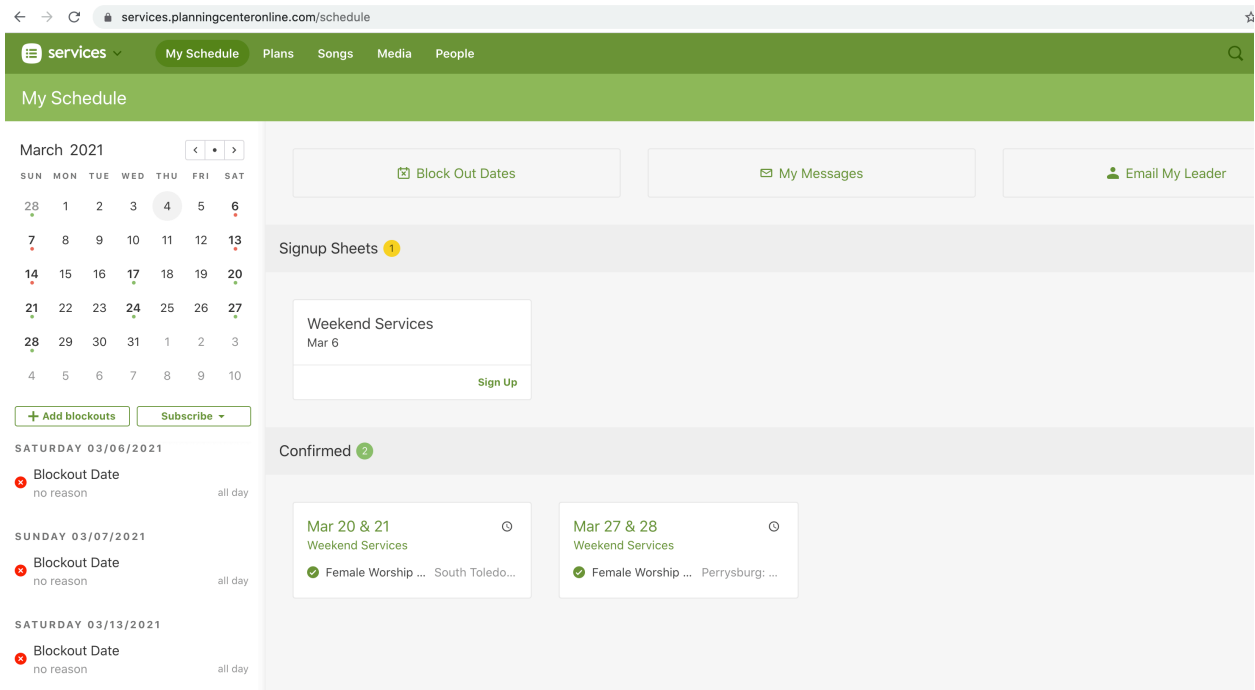 services.planningcenteronline.com/schedule
services My Schedule Plans Songs Media People
My Schedule
March 2021
SUN MON TUE WED THU FRI SAT
28 1 2 3 4 5 6
7 8 9 10 11 12 13
14 15 16 17 18 19 20
21 22 23 24 25 26 27
28 29 30 31 1 2 3
4 5 6 7 8 9 10
+ Add blockouts Subscribe
SATURDAY 03/06/2021
Blockout Date
no reason all day
SUNDAY 03/07/2021
Blockout Date
no reason all day
SATURDAY 03/13/2021
Blockout Date
no reason all day
Block Out Dates My Messages Email My Leader
Signup Sheets 1
Weekend Services
Mar 6
Sign Up
Confirmed 2
Mar 20 & 21
Weekend Services
Female Worship ... South Toledo...
Mar 27 & 28
Weekend Services
Female Worship ... Perrysburg: ...